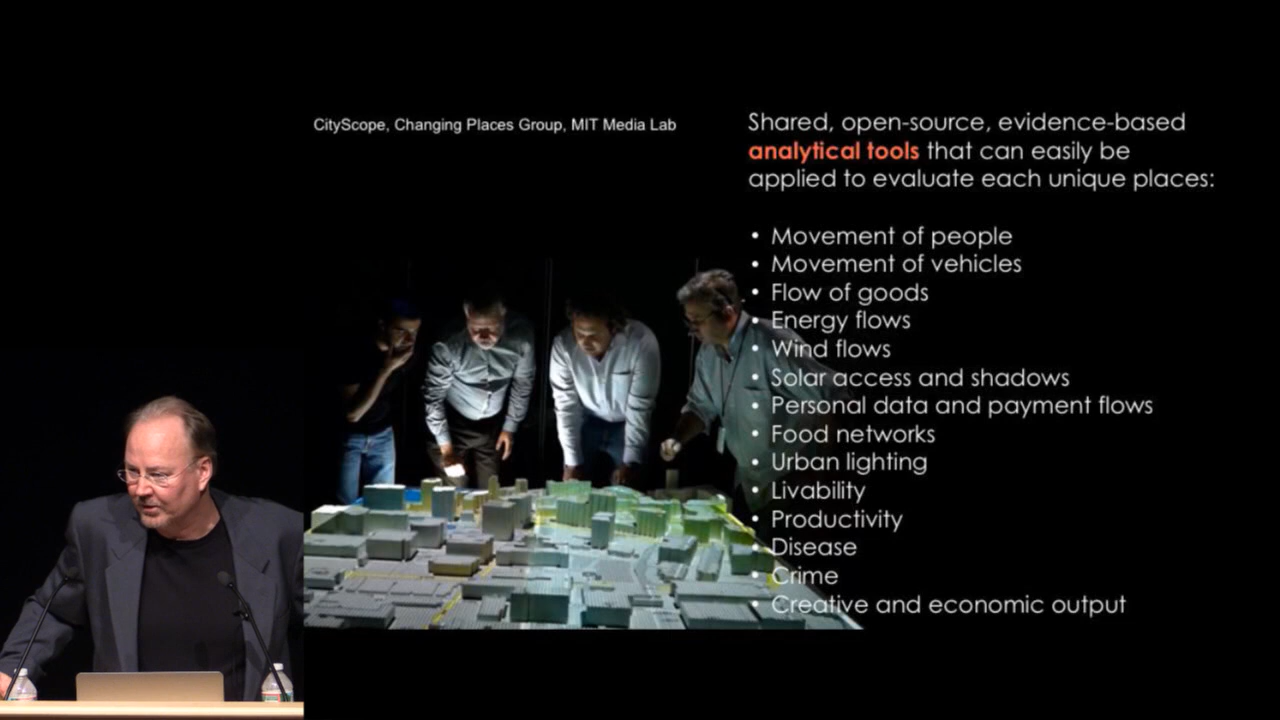 CityScope, Changing Places Group, MIT Media Lab
Shared, open-source, evidence-based
analytical tools that can easily be
applied to evaluate each unique places:
• Movement of people
• Movement of vehicles
• Flow of goods
• Energy flows
• Wind flows
• Solar access and shadows
• Personal data and payment flows
• Food networks
• Urban lighting
• Livability
• Productivity
• Disease
• Crime
• Creative and economic output